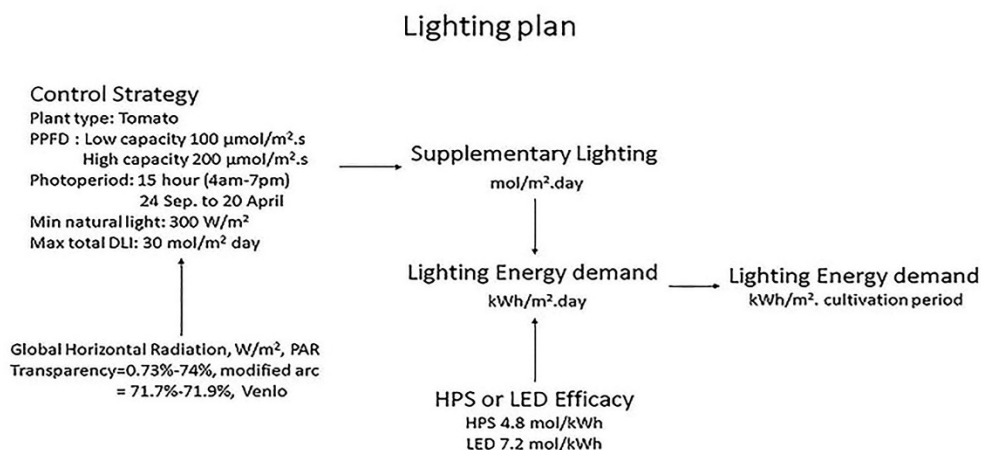 Lighting plan
Control Strategy
Plant type: Tomato
PPFD : Low capacity 100 µmol/m².s
High capacity 200 µmol/m².s
Photoperiod: 15 hour (4am-7pm)
24 Sep. to 20 April
Min natural light: 300 W/m²
Max total DLI: 30 mol/m² day
Global Horizontal Radiation, W/m², PAR
Transparency=0.73%-74%, modified arc
= 71.7%-71.9%, Venlo
Supplementary Lighting
mol/m².day
Lighting Energy demand
kWh/m².day
HPS or LED Efficacy
HPS 4.8 mol/kWh
LED 7.2 mol/kWh
Lighting Energy demand
kWh/m². cultivation period